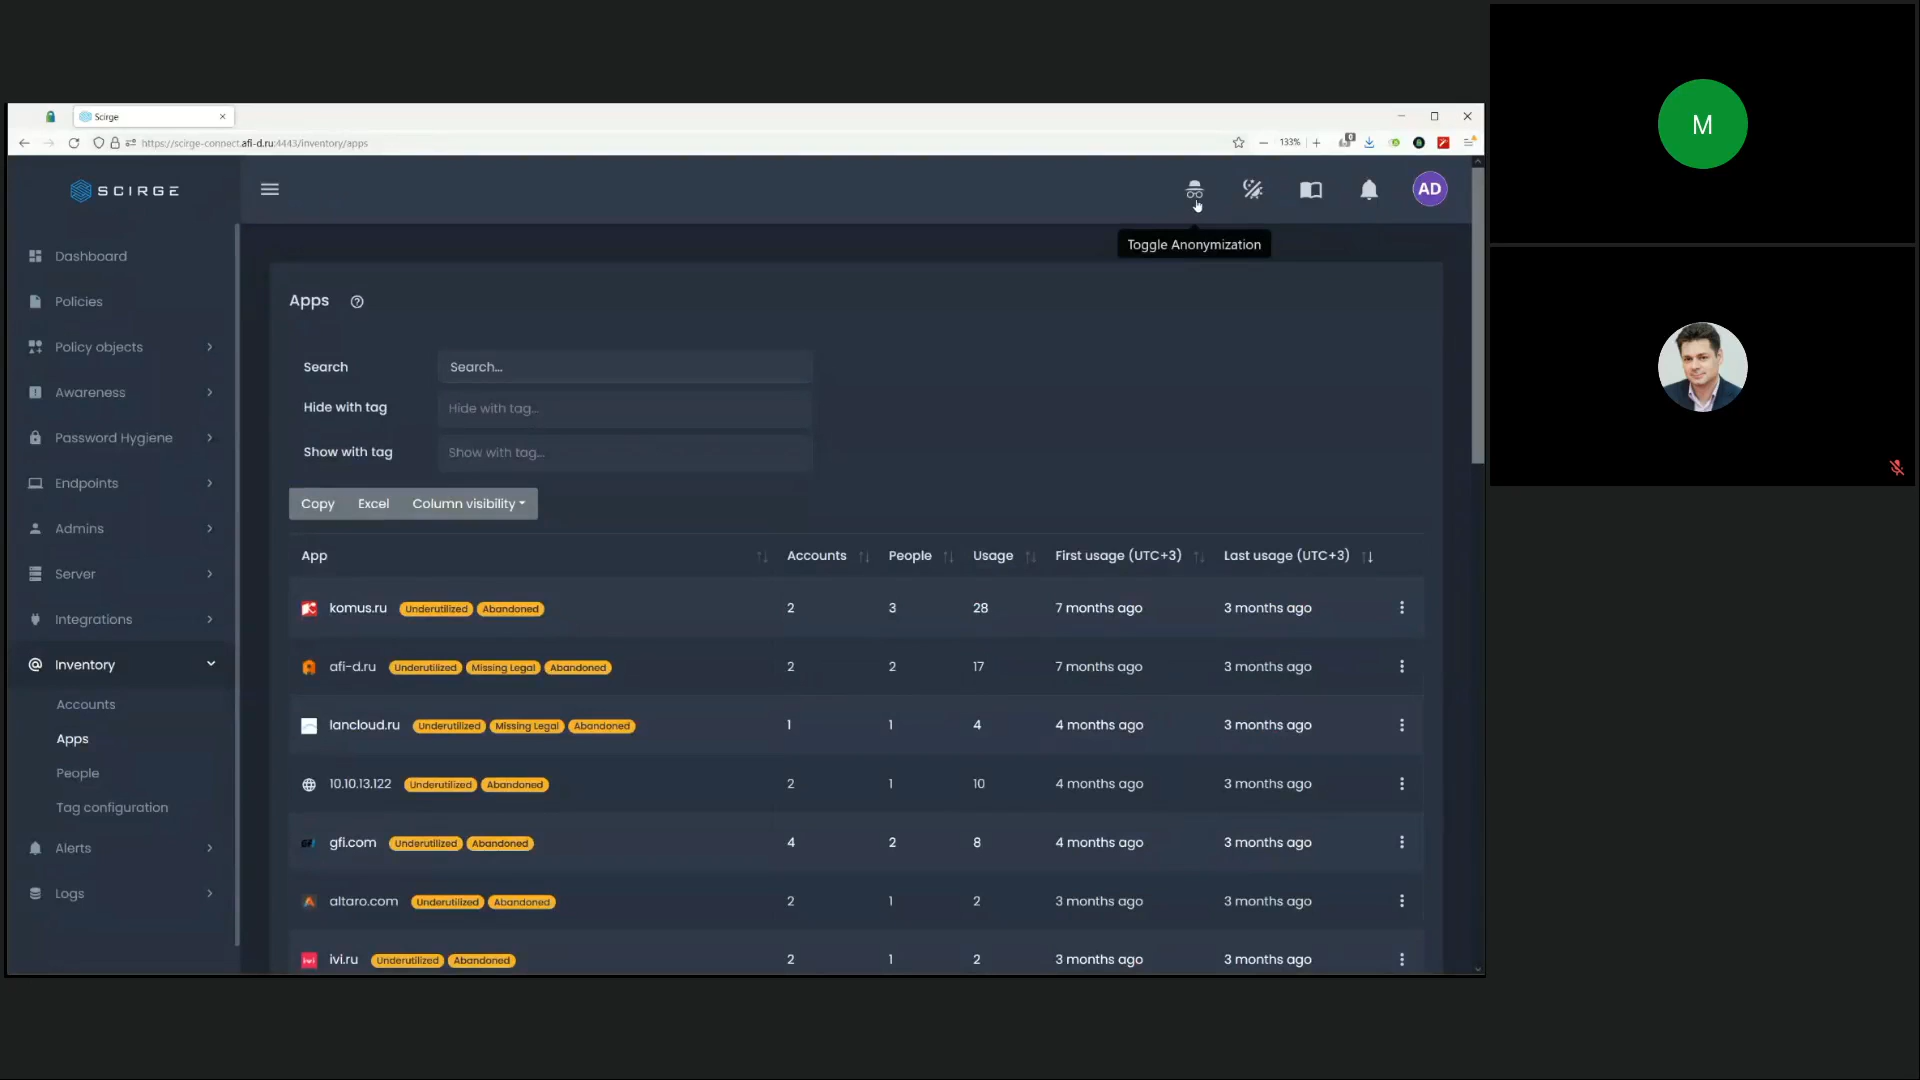 Scirge
https://scirge-connect.afi-d.ru:4443/inventory/apps
133%
SCIRGE
AD
M
Toggle Anonymization
Dashboard
Policies
Policy objects
Awareness
Password Hygiene
Endpoints
Admins
Server
Integrations
Inventory
Accounts
Apps
People
Tag configuration
Alerts
Logs
Apps
Search Search...
Hide with tag Hide with tag...
Show with tag Show with tag...
Copy Excel Column visibility
App Accounts People Usage First usage (UTC+3) Last usage (UTC+3)
komus.ru Underutilized Abandoned 2 3 28 7 months ago 3 months ago
afi-d.ru Underutilized Missing Legal Abandoned 2 2 17 7 months ago 3 months ago
lancloud.ru Underutilized Missing Legal Abandoned 1 1 4 4 months ago 3 months ago
10.10.13.122 Underutilized Abandoned 2 1 10 4 months ago 3 months ago
gfi.com Underutilized Abandoned 4 2 8 4 months ago 3 months ago
altaro.com Underutilized Abandoned 2 1 2 3 months ago 3 months ago
ivi.ru Underutilized Abandoned 2 1 2 3 months ago 3 months ago